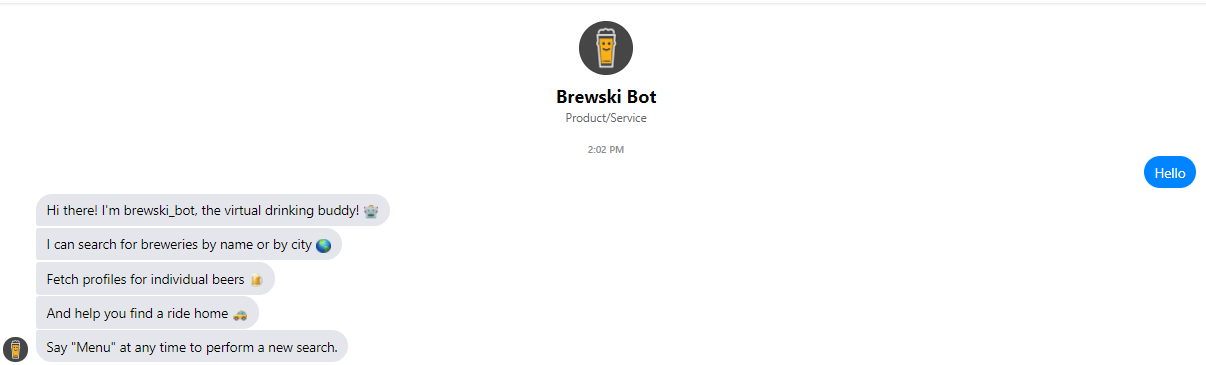 Brewski Bot
Product/Service
2:02 PM
Hello
Hi there! I'm brewski_bot, the virtual drinking buddy! 🤖
I can search for breweries by name or by city 🌎
Fetch profiles for individual beers 🍺
And help you find a ride home 🚕
Say "Menu" at any time to perform a new search.